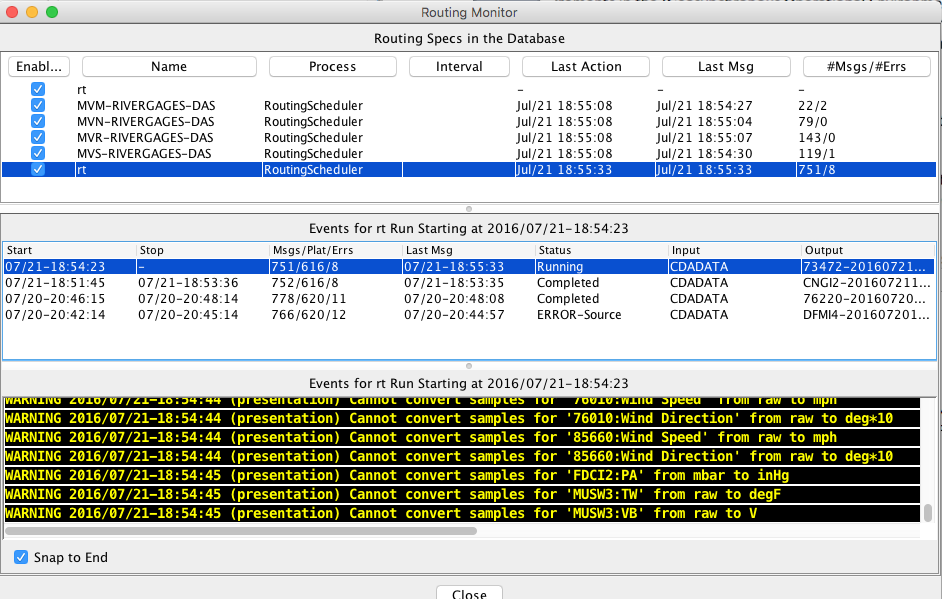 Routing Monitor
Routing Specs in the Database
Enabl... Name Process Interval Last Action Last Msg #Msgs/#Errs
rt – – –
MVM-RIVERGAGES-DAS RoutingScheduler Jul/21 18:55:08 Jul/21 18:54:27 22/2
MVN-RIVERGAGES-DAS RoutingScheduler Jul/21 18:55:08 Jul/21 18:55:04 79/0
MVR-RIVERGAGES-DAS RoutingScheduler Jul/21 18:55:08 Jul/21 18:55:07 143/0
MVS-RIVERGAGES-DAS RoutingScheduler Jul/21 18:55:08 Jul/21 18:54:30 119/1
rt RoutingScheduler Jul/21 18:55:33 Jul/21 18:55:33 751/8
Events for rt Run Starting at 2016/07/21-18:54:23
Start Stop Msgs/Plat/Errs Last Msg Status Input Output
07/21-18:54:23 – 751/616/8 07/21-18:55:33 Running CDADATA 73472-20160721...
07/21-18:51:45 07/21-18:53:36 752/616/8 07/21-18:53:35 Completed CDADATA CNGI2-201607211...
07/20-20:46:15 07/20-20:48:14 778/620/11 07/20-20:48:08 Completed CDADATA 76220-20160720...
07/20-20:42:14 07/20-20:45:14 766/620/12 07/20-20:44:57 ERROR-Source CDADATA DFMI4-201607201...
Events for rt Run Starting at 2016/07/21-18:54:23
WARNING 2016/07/21-18:54:44 (presentation) Cannot convert samples for '76010:Wind Speed' from raw to mph
WARNING 2016/07/21-18:54:44 (presentation) Cannot convert samples for '76010:Wind Direction' from raw to deg*10
WARNING 2016/07/21-18:54:44 (presentation) Cannot convert samples for '85660:Wind Speed' from raw to mph
WARNING 2016/07/21-18:54:44 (presentation) Cannot convert samples for '85660:Wind Direction' from raw to deg*10
WARNING 2016/07/21-18:54:45 (presentation) Cannot convert samples for 'FDCI2:PA' from mbar to inHg
WARNING 2016/07/21-18:54:45 (presentation) Cannot convert samples for 'MUSW3:TW' from raw to degF
WARNING 2016/07/21-18:54:45 (presentation) Cannot convert samples for 'MUSW3:VB' from raw to V
Snap to End
Close